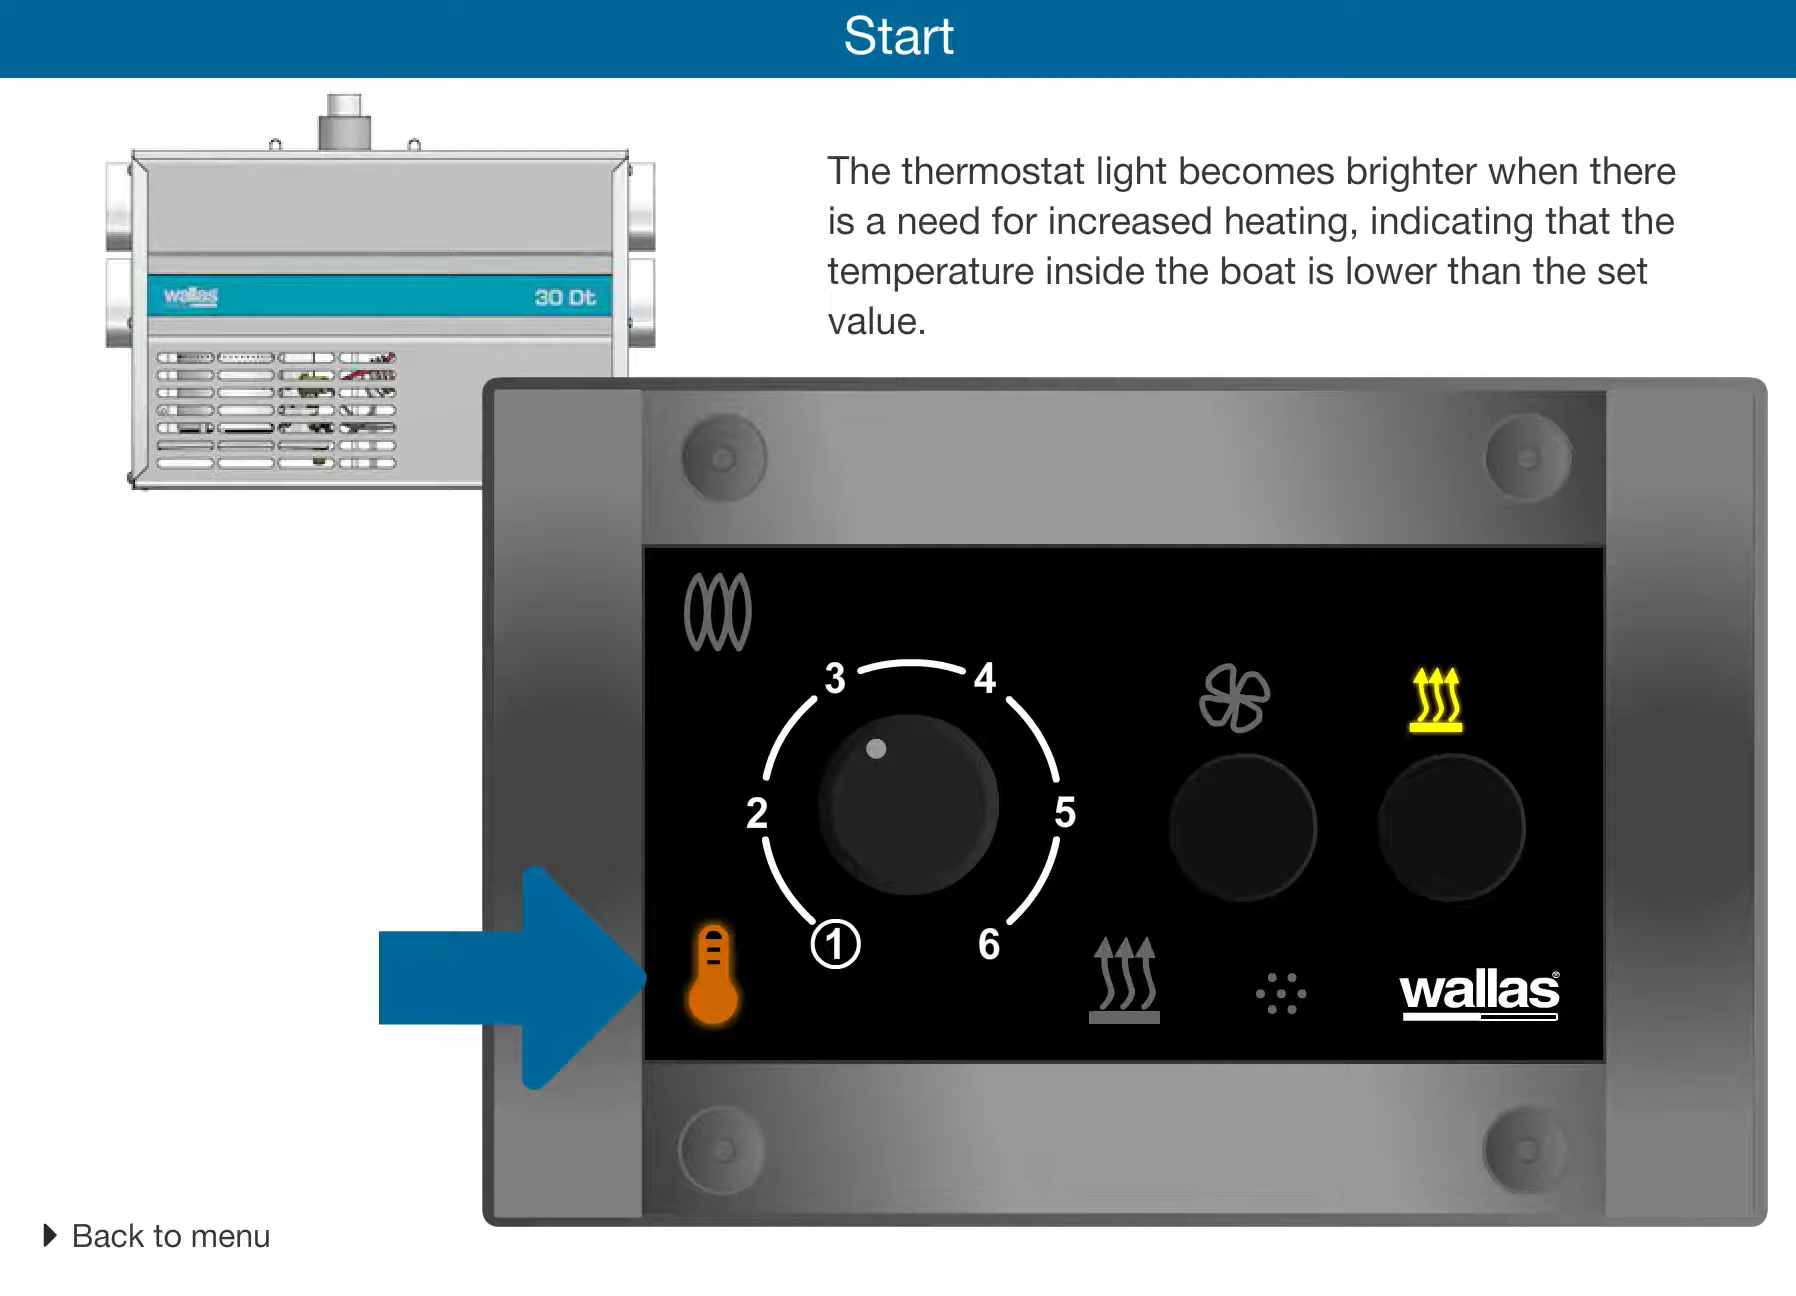 Start
The thermostat light becomes brighter when there
is a need for increased heating, indicating that the
temperature inside the boat is lower than the set
value.
wallas 30 Dt
3 4
2 5
1 6
wallas®
Back to menu